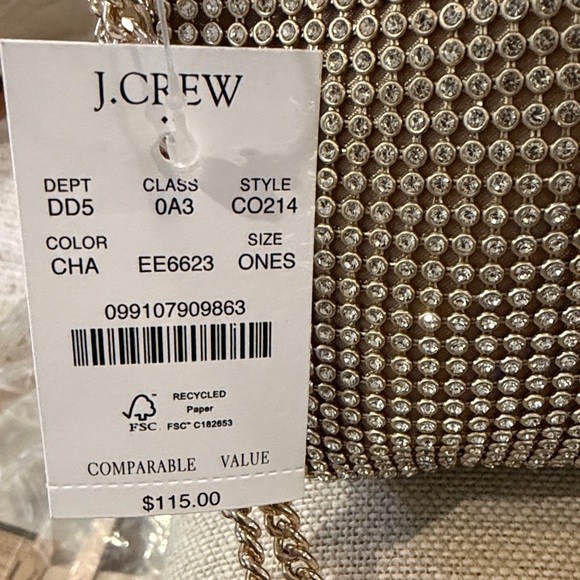 J.CREW
DEPT CLASS STYLE
DD5 0A3 CO214
COLOR SIZE
CHA EE6623 ONES
099107909863
RECYCLED
Paper
FSC FSC® C182653
COMPARABLE VALUE
$115.00